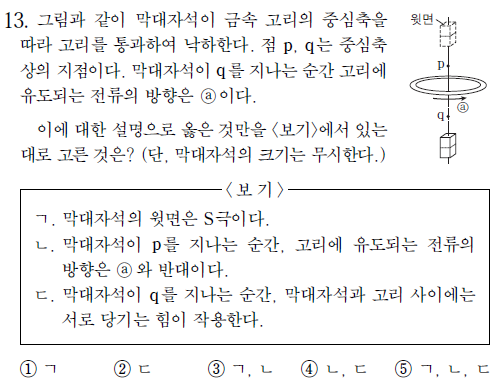 13. 그림과 같이 막대자석이 금속 고리의 중심축을
따라 고리를 통과하여 낙하한다. 점 p, q는 중심축
상의 지점이다. 막대자석이 q를 지나는 순간 고리에
유도되는 전류의 방향은 ⓐ이다.
윗면
p
ⓐ
q
이에 대한 설명으로 옳은 것만을 〈보기〉에서 있는
대로 고른 것은? (단, 막대자석의 크기는 무시한다.)
〈보 기〉
ㄱ. 막대자석의 윗면은 S극이다.
ㄴ. 막대자석이 p를 지나는 순간, 고리에 유도되는 전류의
방향은 ⓐ와 반대이다.
ㄷ. 막대자석이 q를 지나는 순간, 막대자석과 고리 사이에는
서로 당기는 힘이 작용한다.
① ㄱ ② ㄷ ③ ㄱ, ㄴ ④ ㄴ, ㄷ ⑤ ㄱ, ㄴ, ㄷ